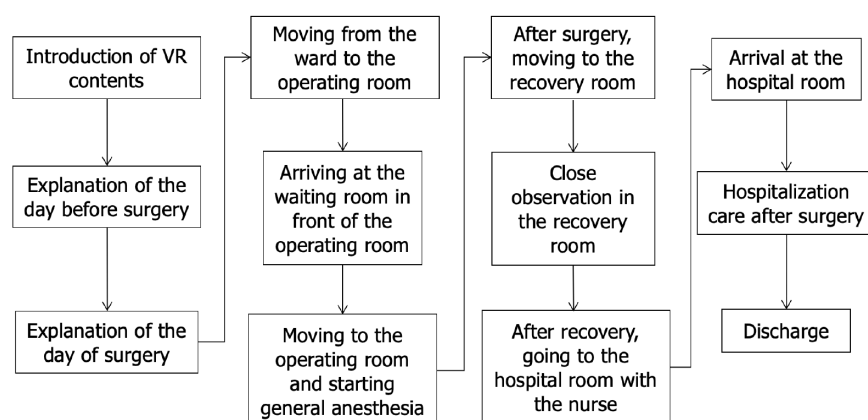 Introduction of VR
contents
Explanation of the
day before surgery
Explanation of the
day of surgery
Moving from the
ward to the
operating room
Arriving at the
waiting room in
front of the
operating room
Moving to the
operating room
and starting
general anesthesia
After surgery,
moving to the
recovery room
Close
observation in
the recovery
room
After recovery,
going to the
hospital room with
the nurse
Arrival at the
hospital room
Hospitalization
care after surgery
Discharge